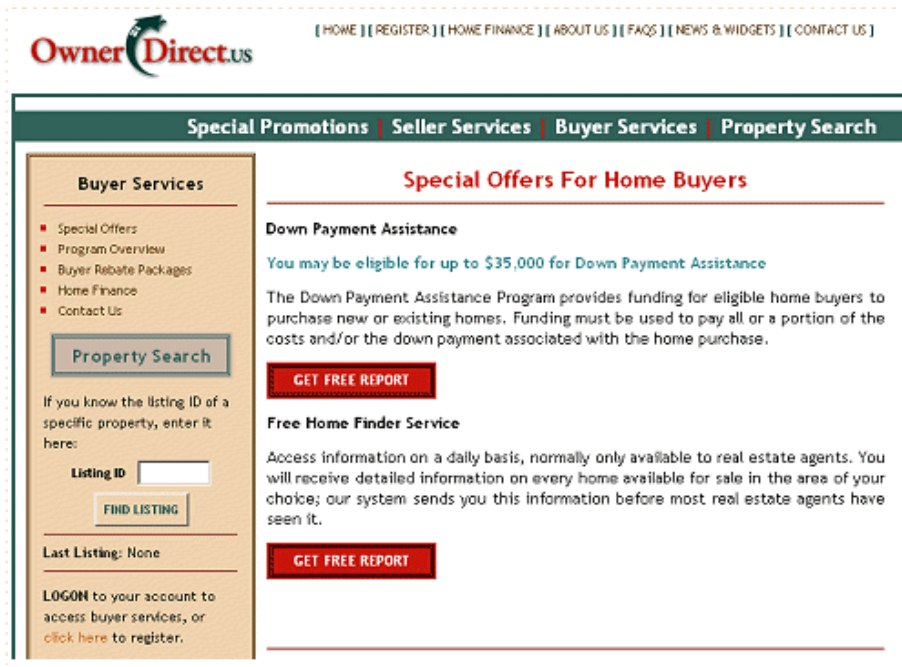 Owner Direct.us
[ HOME ] [ REGISTER ] [ HOME FINANCE ] [ ABOUT US ] [ FAQS ] [ NEWS & WIDGETS ] [ CONTACT US ]
Special Promotions | Seller Services | Buyer Services | Property Search
Buyer Services
Special Offers
Program Overview
Buyer Rebate Packages
Home Finance
Contact Us
Property Search
If you know the listing ID of a
specific property, enter it
here:
Listing ID
FIND LISTING
Last Listing: None
LOGON to your account to
access buyer services, or
click here to register.
Special Offers For Home Buyers
Down Payment Assistance
You may be eligible for up to $35,000 for Down Payment Assistance
The Down Payment Assistance Program provides funding for eligible home buyers to
purchase new or existing homes. Funding must be used to pay all or a portion of the
costs and/or the down payment associated with the home purchase.
GET FREE REPORT
Free Home Finder Service
Access information on a daily basis, normally only available to real estate agents. You
will receive detailed information on every home available for sale in the area of your
choice; our system sends you this information before most real estate agents have
seen it.
GET FREE REPORT